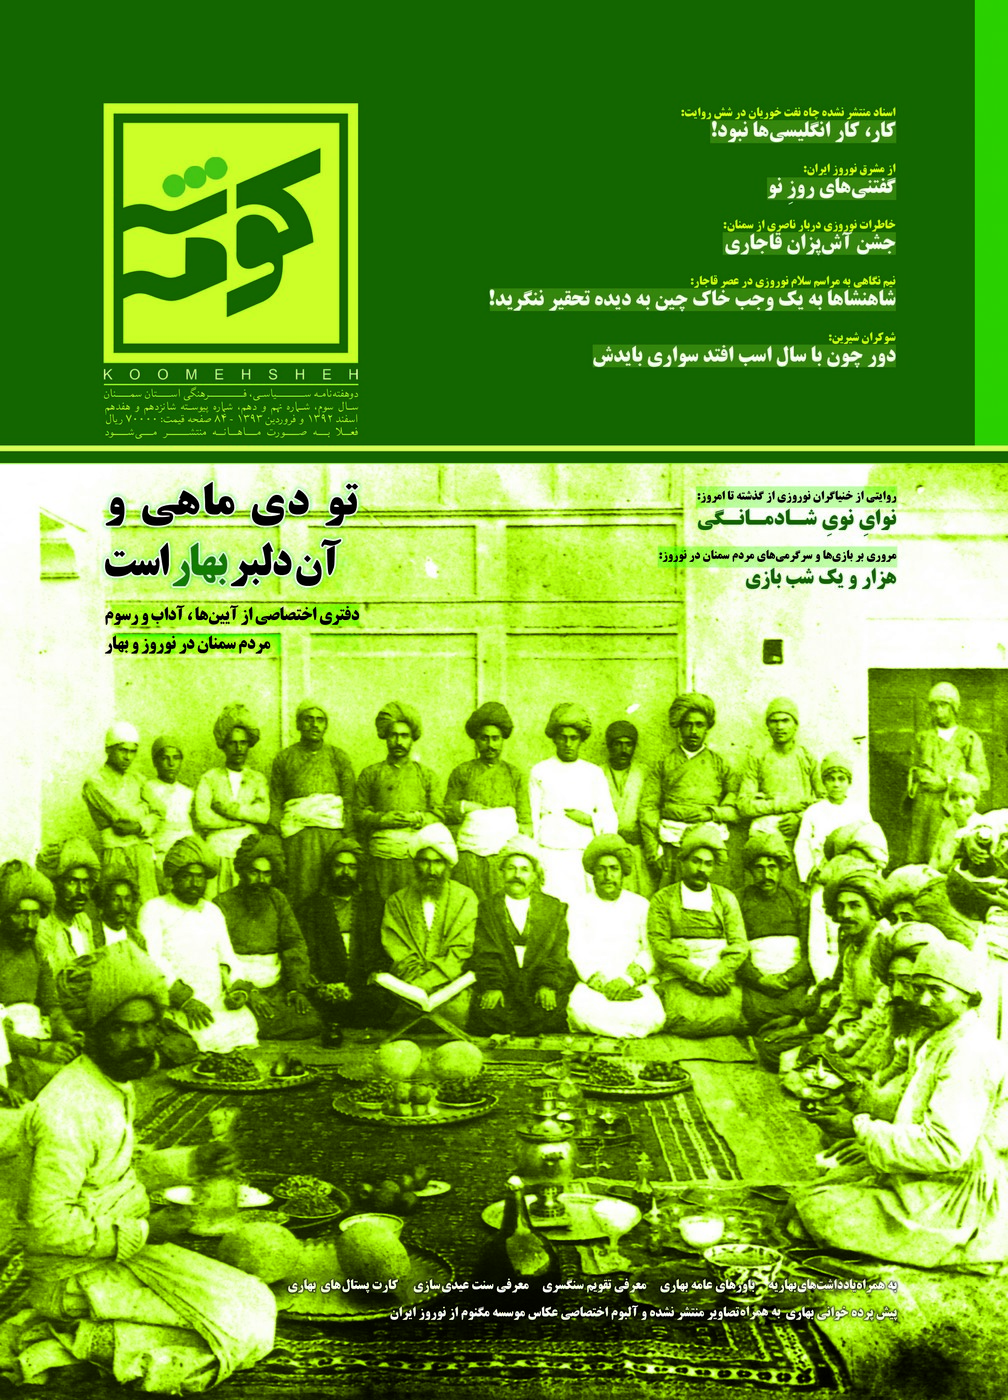 اسناد منتشر نشده چاه نفت خوریان در شش روایت:
کار، کار انگلیسی‌ها نبود!
از مشرق نوروز ایران:
گفتنی‌های روزِ نو
خاطرات نوروزی دربار ناصری از سمنان:
جشن آش‌پزان قاجاری
نیم نگاهی به مراسم سلام نوروزی در عصر قاجار:
شاهنشاها به یک وجب خاک چین به دیده تحقیر ننگرید!
شوکران شیرین:
دور چون با سال اسب افتد سواری بایدش
کومشه
KOOMEHSHEH
دوهفته‌نامه سیاسی، فرهنگی استان سمنان
سال سوم، شماره نهم و دهم، شماره پیوسته شانزدهم و هفدهم
اسفند ۱۳۹۲ و فروردین ۱۳۹۳ - ۸۴ صفحه قیمت: ۷۰۰۰۰ ریال
فعلا به صورت ماهانه منتشر می‌شود
روایتی از خنیاگران نوروزی از گذشته تا امروز:
نوایِ نویِ شادمانگی
مروری بر بازی‌ها و سرگرمی‌های مردم سمنان در نوروز:
هزار و یک شب بازی
تو دی ماهی و
آن دلبر بهار است
دفتری اختصاصی از آیین‌ها، آداب و رسوم
مردم سمنان در نوروز و بهار
به همراه یادداشت‌های بهاریه باورهای عامه بهاری معرفی تقویم سنگسری معرفی سنت عیدی‌سازی کارت پستال‌های بهاری
پیش پرده خوانی بهاری به همراه تصاویر منتشر نشده و آلبوم اختصاصی عکاس موسسه مکنوم از نوروز ایران